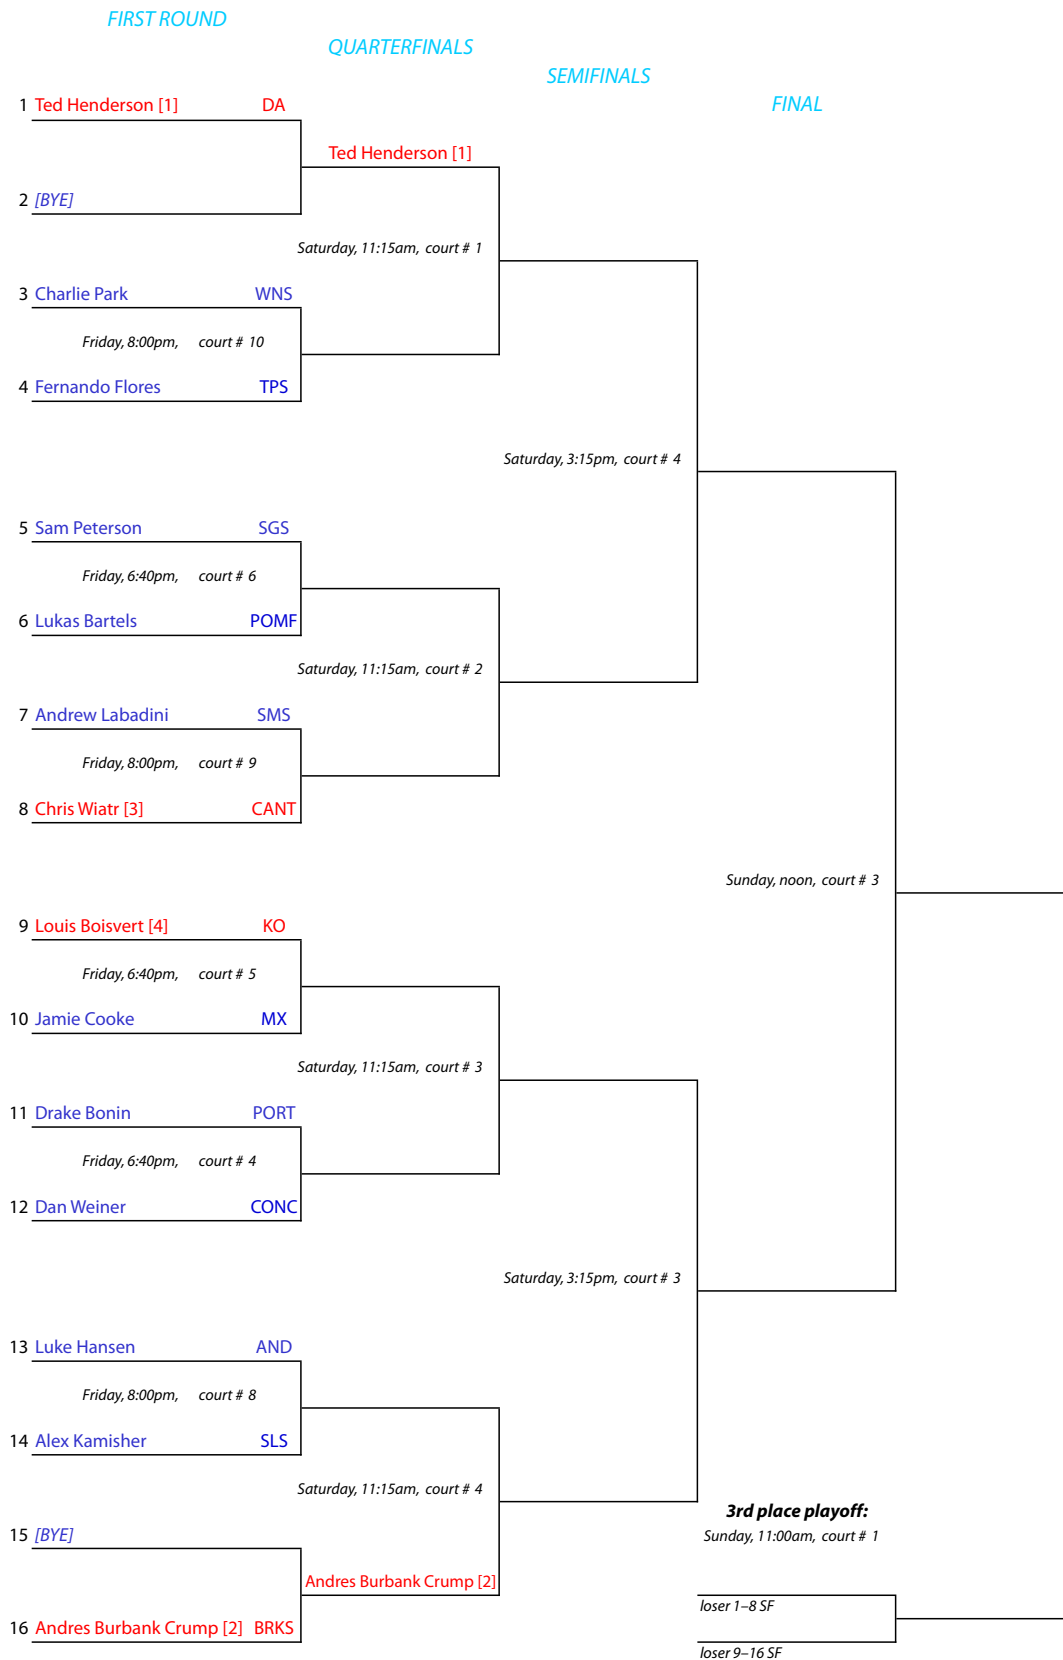 FIRST ROUND
QUARTERFINALS
SEMIFINALS
FINAL
1 Ted Henderson [1] DA
Ted Henderson [1]
2 [BYE]
Saturday, 11:15am, court # 1
3 Charlie Park WNS
Friday, 8:00pm, court # 10
4 Fernando Flores TPS
Saturday, 3:15pm, court # 4
5 Sam Peterson SGS
Friday, 6:40pm, court # 6
6 Lukas Bartels POMF
Saturday, 11:15am, court # 2
7 Andrew Labadini SMS
Friday, 8:00pm, court # 9
8 Chris Wiatr [3] CANT
Sunday, noon, court # 3
9 Louis Boisvert [4] KO
Friday, 6:40pm, court # 5
10 Jamie Cooke MX
Saturday, 11:15am, court # 3
11 Drake Bonin PORT
Friday, 6:40pm, court # 4
12 Dan Weiner CONC
Saturday, 3:15pm, court # 3
13 Luke Hansen AND
Friday, 8:00pm, court # 8
14 Alex Kamisher SLS
Saturday, 11:15am, court # 4
3rd place playoff:
15 [BYE]
Sunday, 11:00am, court # 1
Andres Burbank Crump [2]
loser 1–8 SF
16 Andres Burbank Crump [2] BRKS
loser 9–16 SF